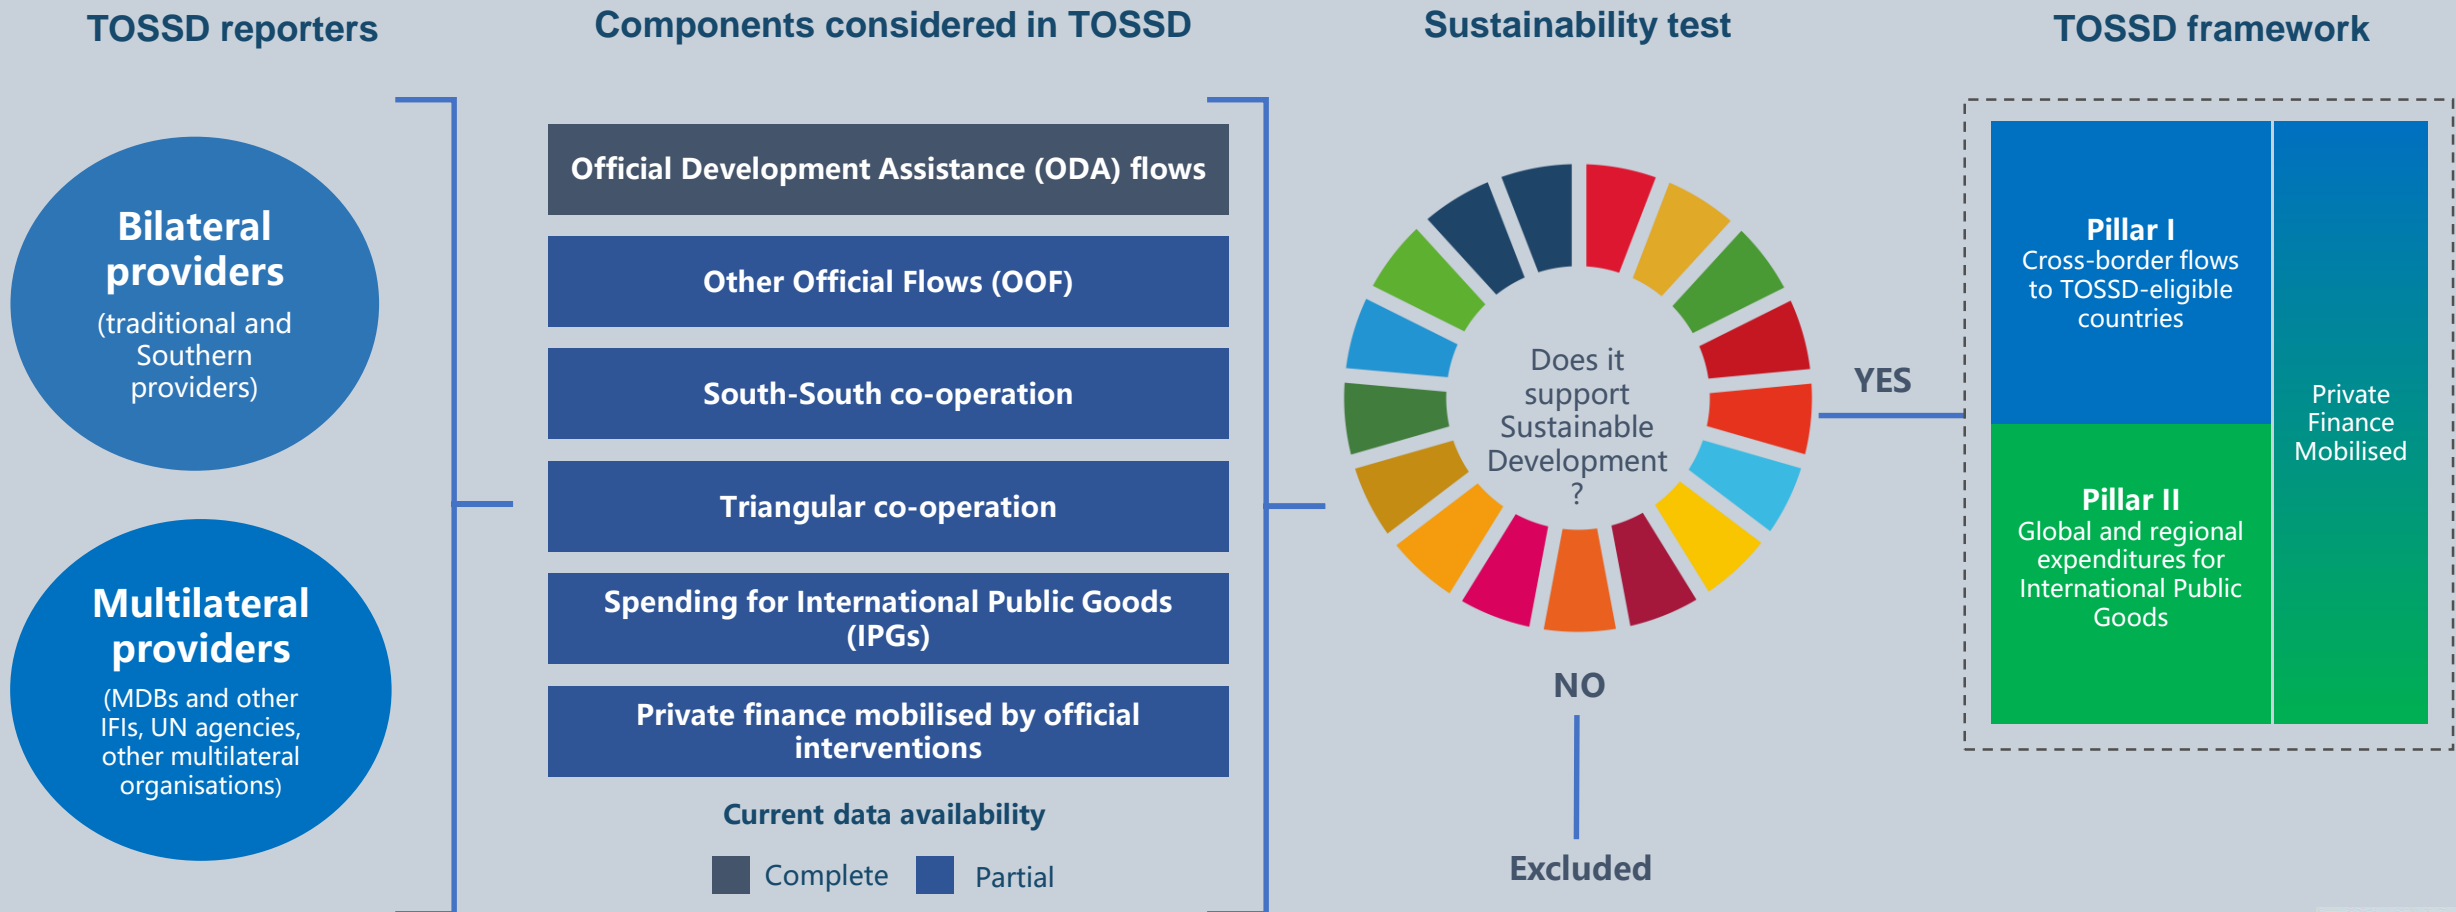 TOSSD reporters
Bilateral
providers
(traditional and
Southern
providers)
Multilateral
providers
(MDBs and other
IFIs, UN agencies,
other multilateral
organisations)
Components considered in TOSSD
Official Development Assistance (ODA) flows
Other Official Flows (OOF)
South-South co-operation
Triangular co-operation
Spending for International Public Goods
(IPGs)
Private finance mobilised by official
interventions
Current data availability
Complete
Partial
Sustainability test
Does it
support
Sustainable
Development
?
YES
NO
Excluded
TOSSD framework
Pillar I
Cross-border flows
to TOSSD-eligible
countries
Pillar II
Global and regional
expenditures for
International Public
Goods
Private
Finance
Mobilised